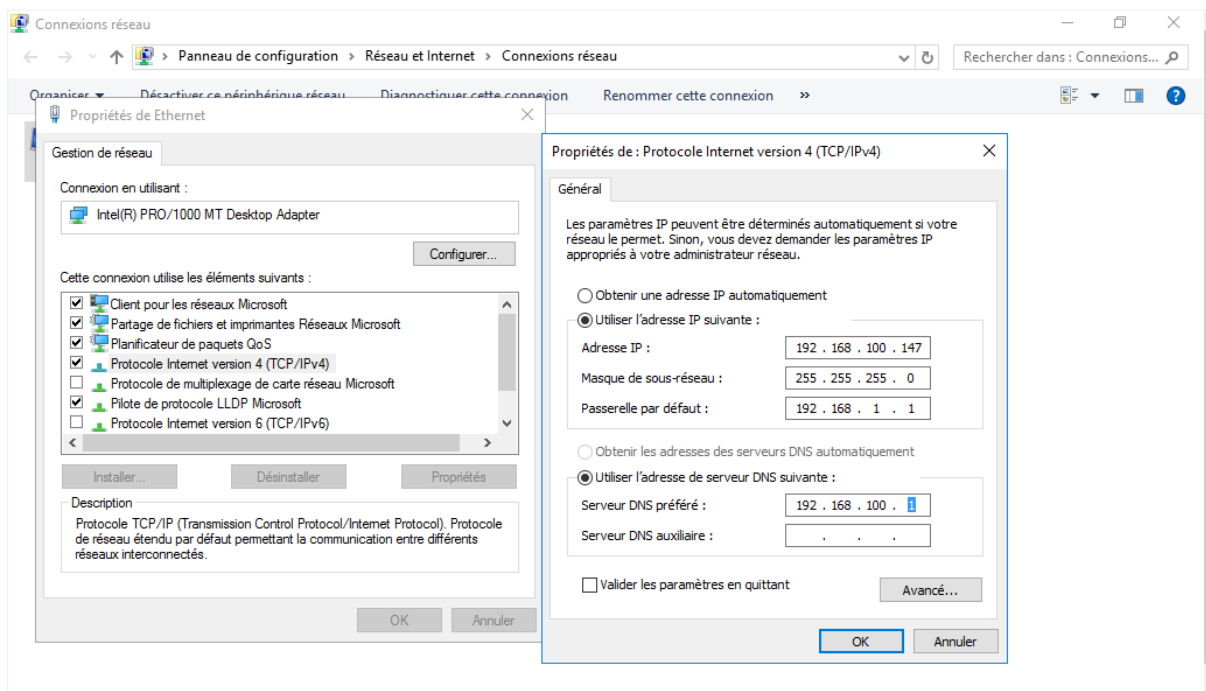 Connexions réseau
Panneau de configuration > Réseau et Internet > Connexions réseau
Rechercher dans : Connexions...
Organiser Désactiver ce périphérique réseau Diagnostiquer cette connexion Renommer cette connexion »
Propriétés de Ethernet
Gestion de réseau
Connexion en utilisant :
Intel(R) PRO/1000 MT Desktop Adapter
Configurer...
Cette connexion utilise les éléments suivants :
Client pour les réseaux Microsoft
Partage de fichiers et imprimantes Réseaux Microsoft
Planificateur de paquets QoS
Protocole Internet version 4 (TCP/IPv4)
Protocole de multiplexage de carte réseau Microsoft
Pilote de protocole LLDP Microsoft
Protocole Internet version 6 (TCP/IPv6)
Installer... Désinstaller Propriétés
Description
Protocole TCP/IP (Transmission Control Protocol/Internet Protocol). Protocole
de réseau étendu par défaut permettant la communication entre différents
réseaux interconnectés.
OK Annuler
Propriétés de : Protocole Internet version 4 (TCP/IPv4)
Général
Les paramètres IP peuvent être déterminés automatiquement si votre
réseau le permet. Sinon, vous devez demander les paramètres IP
appropriés à votre administrateur réseau.
Obtenir une adresse IP automatiquement
Utiliser l'adresse IP suivante :
Adresse IP : 192 . 168 . 100 . 147
Masque de sous-réseau : 255 . 255 . 255 . 0
Passerelle par défaut : 192 . 168 . 1 . 1
Obtenir les adresses des serveurs DNS automatiquement
Utiliser l'adresse de serveur DNS suivante :
Serveur DNS préféré : 192 . 168 . 100 . 1
Serveur DNS auxiliaire : . . .
Valider les paramètres en quittant
Avancé...
OK Annuler